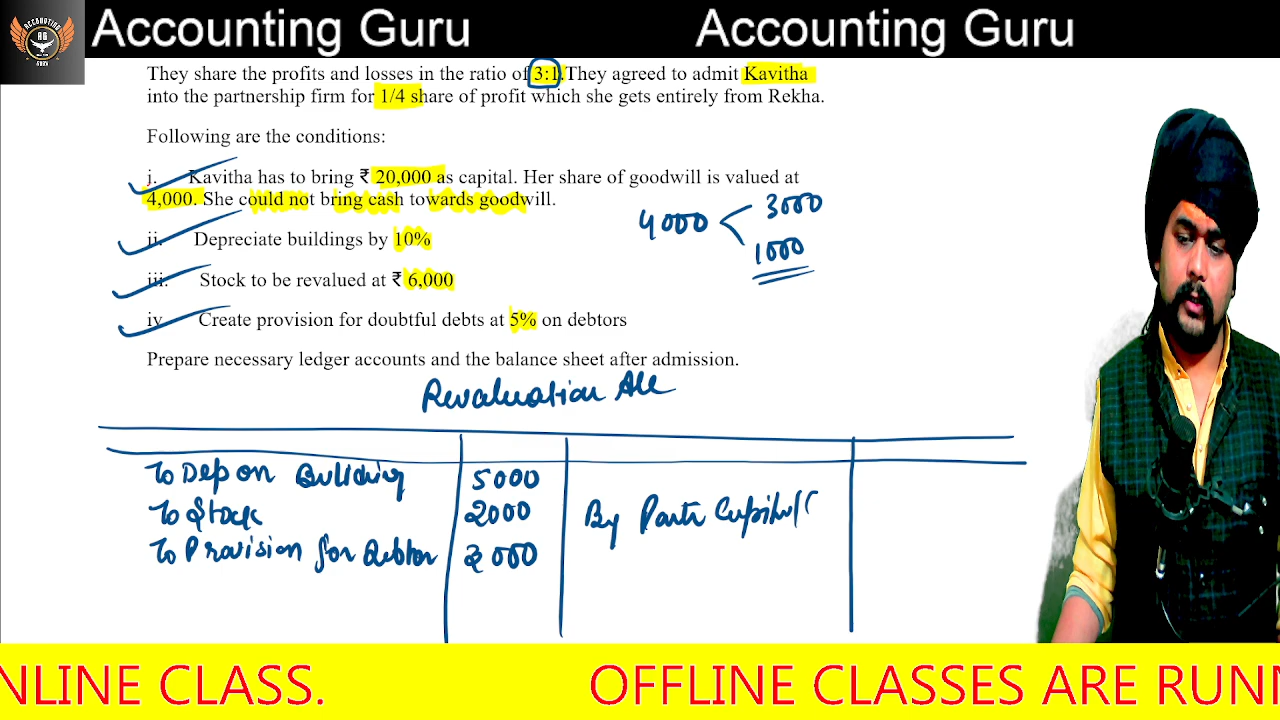 Accounting Guru
Accounting Guru
ACCOUNTING
AG
GURU
They share the profits and losses in the ratio of 3:1. They agreed to admit Kavitha
into the partnership firm for 1/4 share of profit which she gets entirely from Rekha.
Following are the conditions:
i. Kavitha has to bring ₹ 20,000 as capital. Her share of goodwill is valued at
4,000. She could not bring cash towards goodwill.
4000 < 3000
1000
ii. Depreciate buildings by 10%
iii. Stock to be revalued at ₹ 6,000
iv. Create provision for doubtful debts at 5% on debtors
Prepare necessary ledger accounts and the balance sheet after admission.
Revaluation A/c
To Dep on Building 5000
To Stock 2000 By Partn Capital/(
To Provision for Debtor 2000
NLINE CLASS. OFFLINE CLASSES ARE RUNN